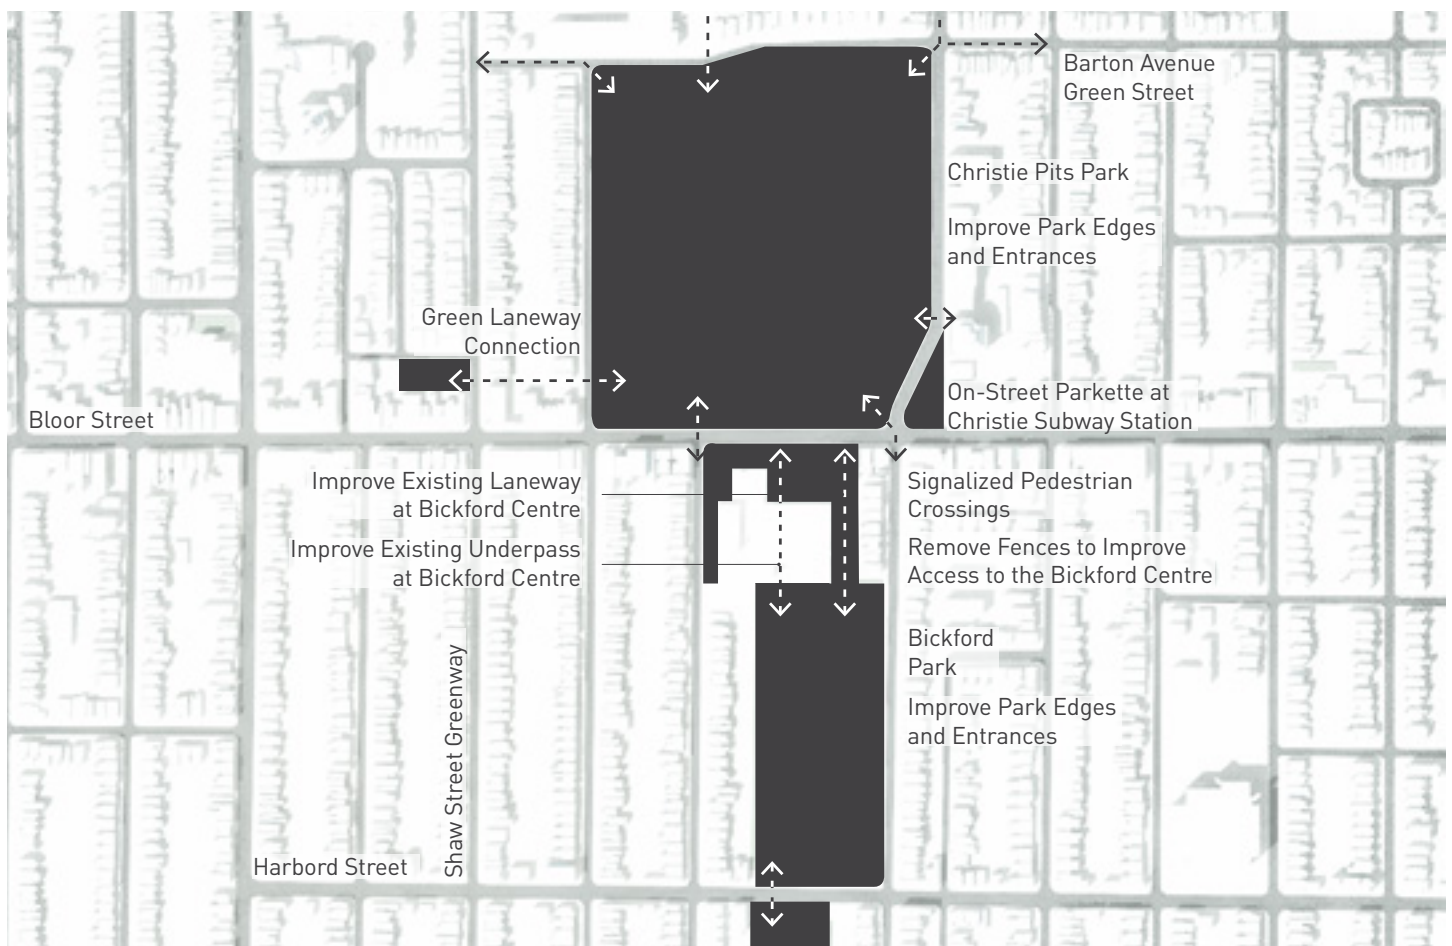 Barton Avenue
Green Street
Christie Pits Park
Improve Park Edges
and Entrances
Green Laneway
Connection
On-Street Parkette at
Christie Subway Station
Bloor Street
Improve Existing Laneway
at Bickford Centre
Improve Existing Underpass
at Bickford Centre
Signalized Pedestrian
Crossings
Remove Fences to Improve
Access to the Bickford Centre
Bickford
Park
Improve Park Edges
and Entrances
Shaw Street Greenway
Harbord Street